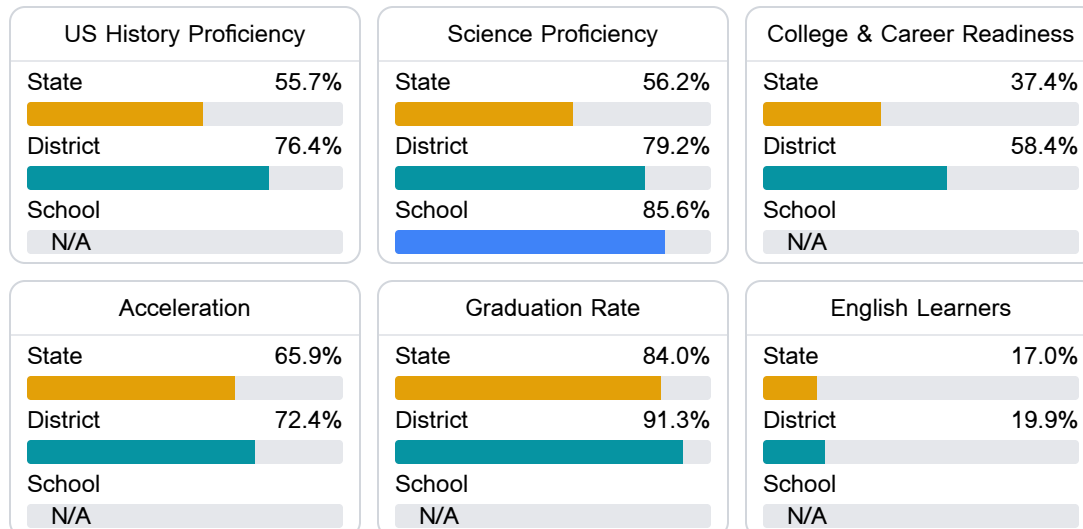 US History Proficiency
State 55.7%
District 76.4%
School
N/A
Science Proficiency
State 56.2%
District 79.2%
School 85.6%
College & Career Readiness
State 37.4%
District 58.4%
School
N/A
Acceleration
State 65.9%
District 72.4%
School
N/A
Graduation Rate
State 84.0%
District 91.3%
School
N/A
English Learners
State 17.0%
District 19.9%
School
N/A